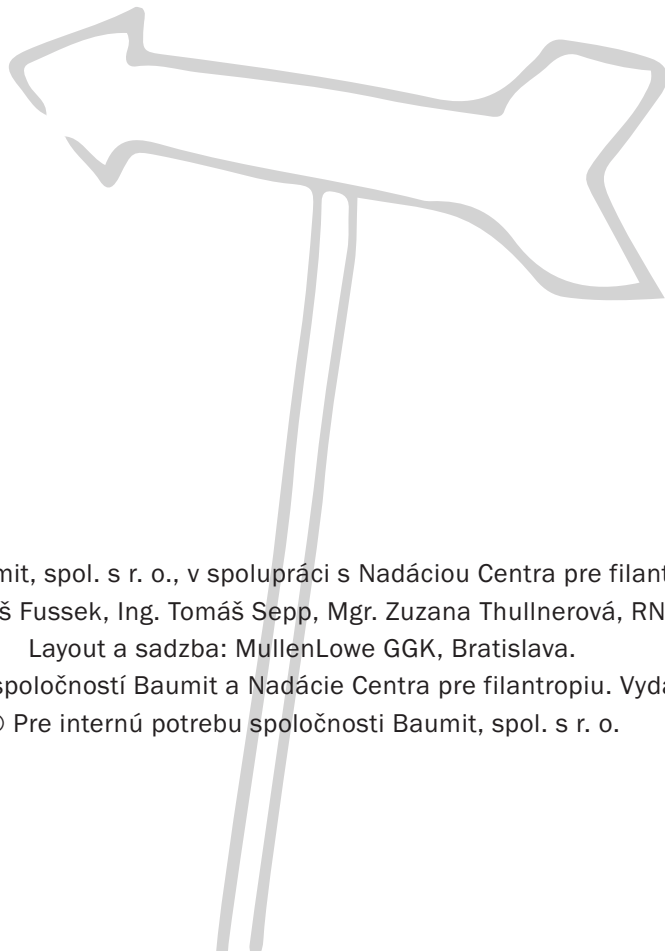 mit, spol. s r. o., v spolupráci s Nadáciou Centra pre filant
š Fussek, Ing. Tomáš Sepp, Mgr. Zuzana Thullnerová, RN
Layout a sadzba: MullenLowe GGK, Bratislava.
spoločností Baumit a Nadácie Centra pre filantropiu. Vyd
© Pre internú potrebu spoločnosti Baumit, spol. s r. o.